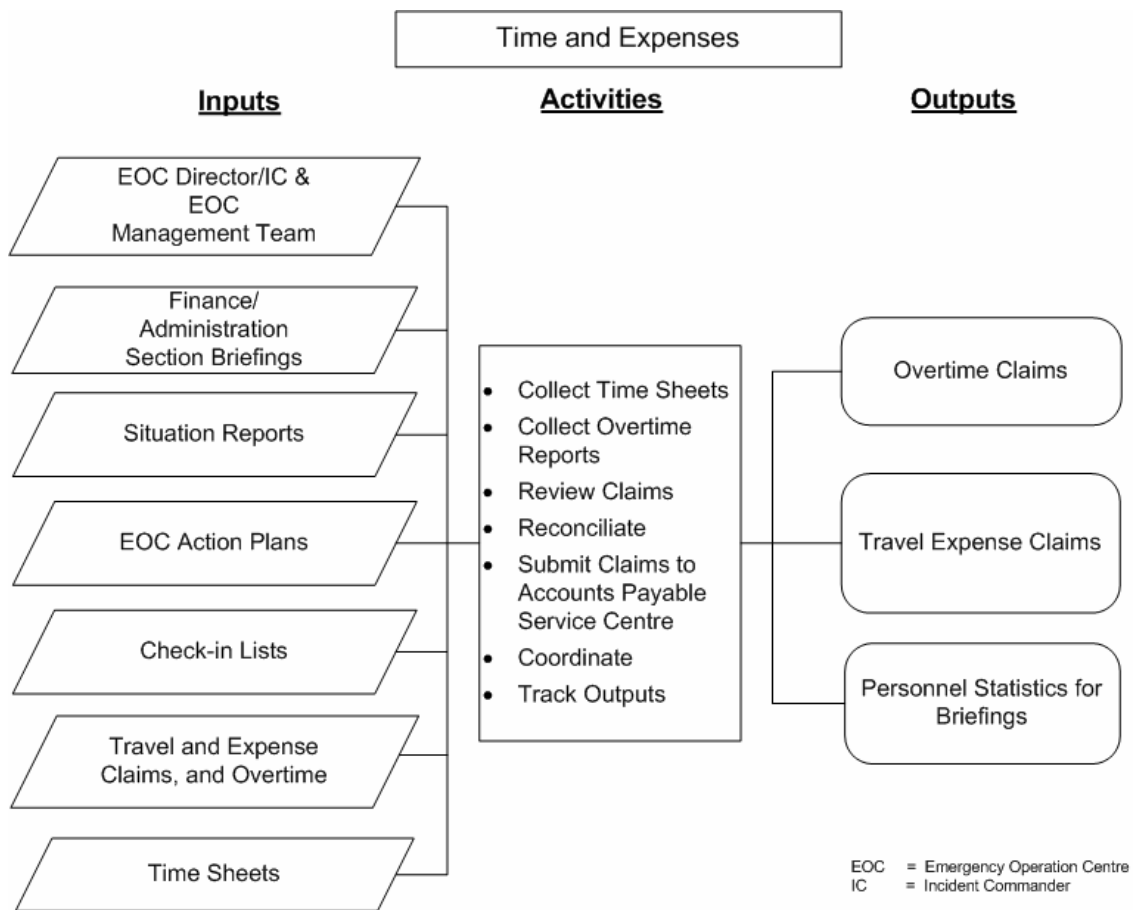 Time and Expenses
Inputs
Activities
Outputs
EOC Director/IC &
EOC
Management Team
Finance/
Administration
Section Briefings
Situation Reports
EOC Action Plans
Check-in Lists
Travel and Expense
Claims, and Overtime
Time Sheets
• Collect Time Sheets
• Collect Overtime
Reports
• Review Claims
• Reconciliate
• Submit Claims to
Accounts Payable
Service Centre
• Coordinate
• Track Outputs
Overtime Claims
Travel Expense Claims
Personnel Statistics for
Briefings
EOC = Emergency Operation Centre
IC = Incident Commander